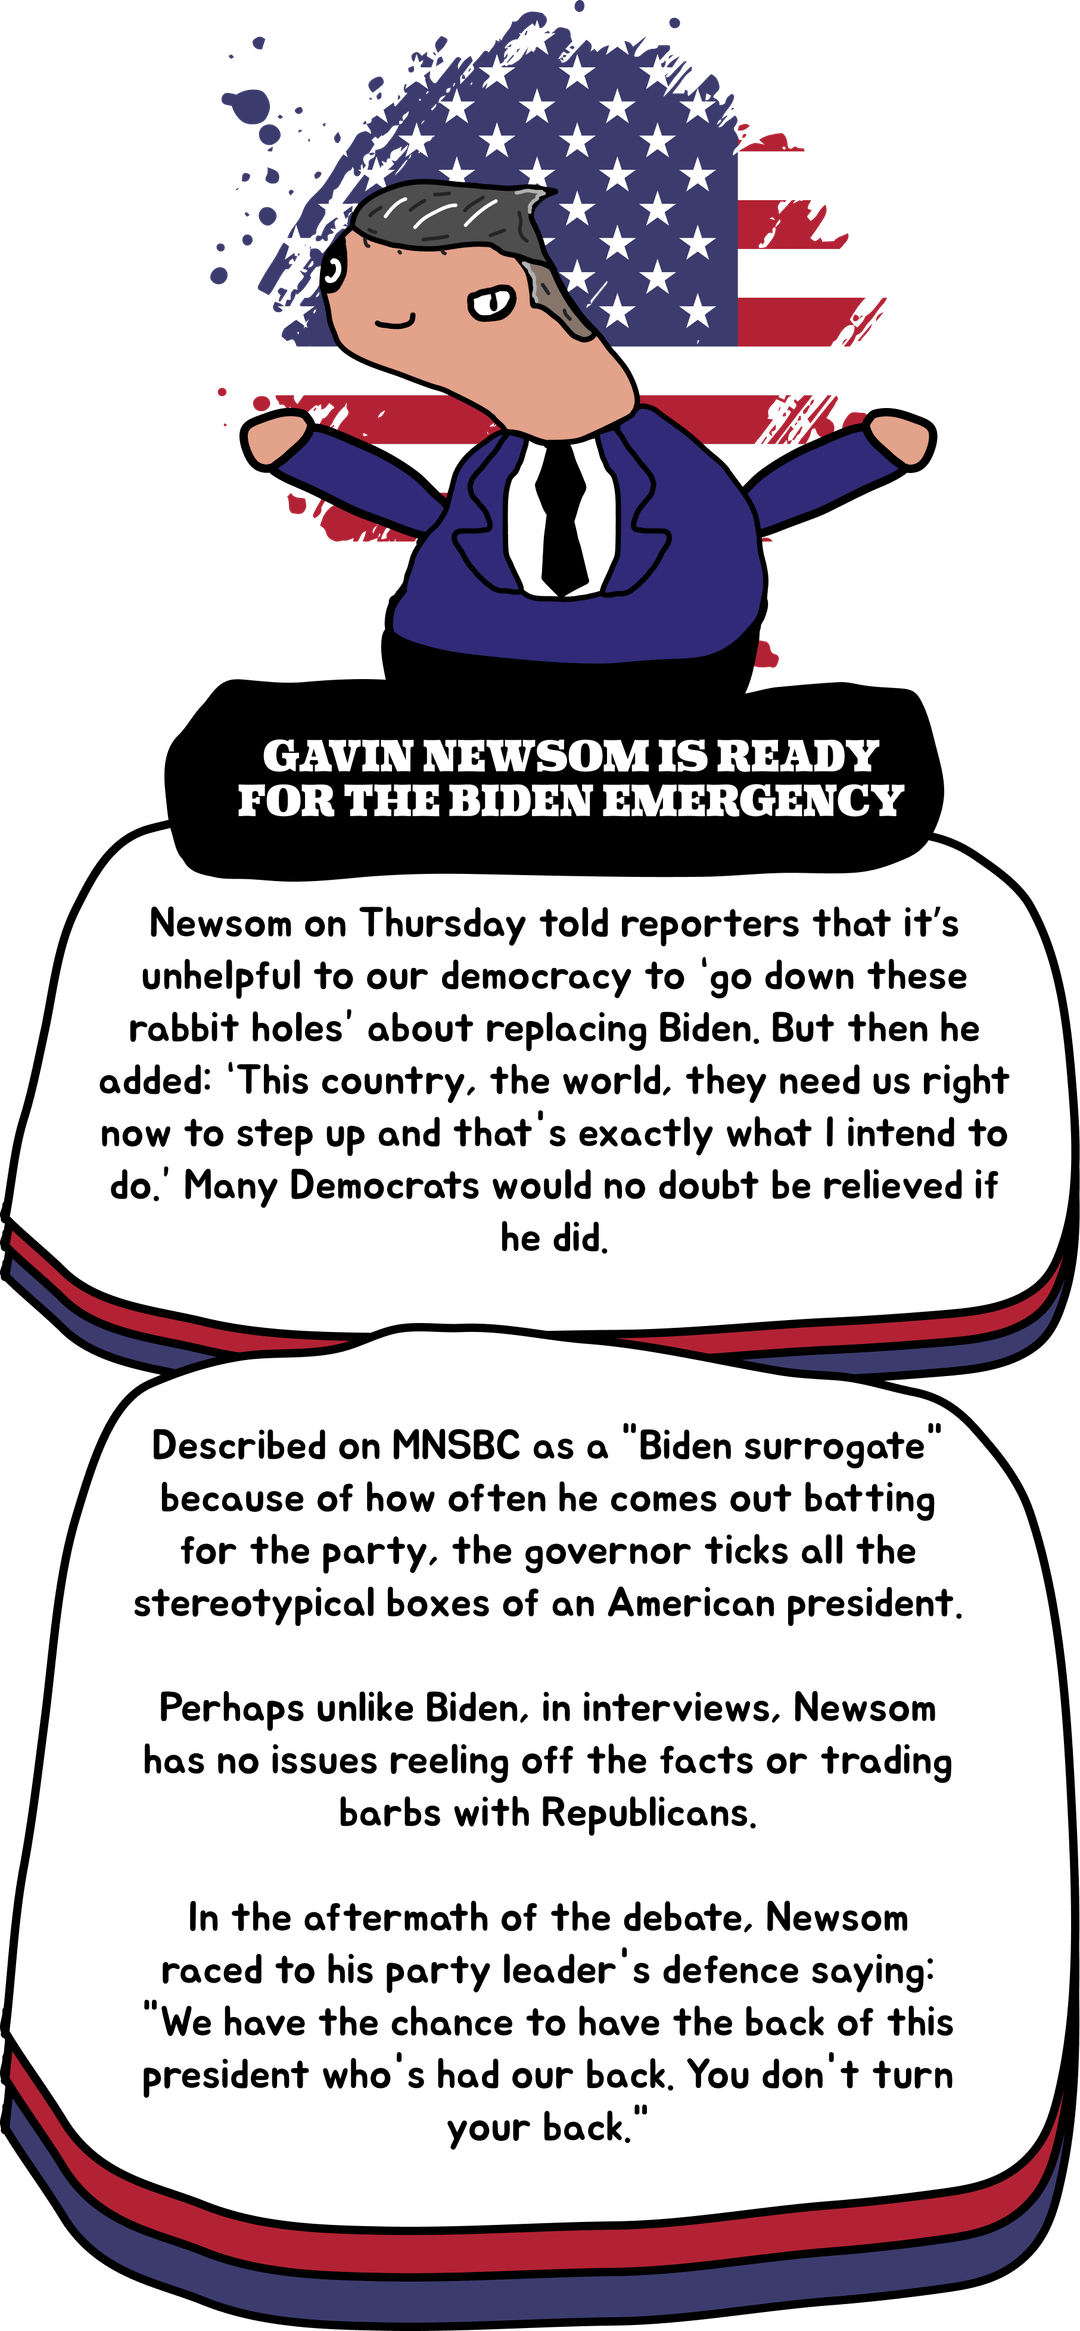 GAVIN NEWSOM IS READY
FOR THE BIDEN EMERGENCY
Newsom on Thursday told reporters that it's
unhelpful to our democracy to 'go down these
rabbit holes' about replacing Biden. But then he
added: 'This country, the world, they need us right
now to step up and that's exactly what I intend to
do.' Many Democrats would no doubt be relieved if
he did.
Described on MNSBC as a "Biden surrogate"
because of how often he comes out batting
for the party, the governor ticks all the
stereotypical boxes of an American president.
Perhaps unlike Biden, in interviews, Newsom
has no issues reeling off the facts or trading
barbs with Republicans.
In the aftermath of the debate, Newsom
raced to his party leader's defence saying:
"We have the chance to have the back of this
president who's had our back. You don't turn
your back."